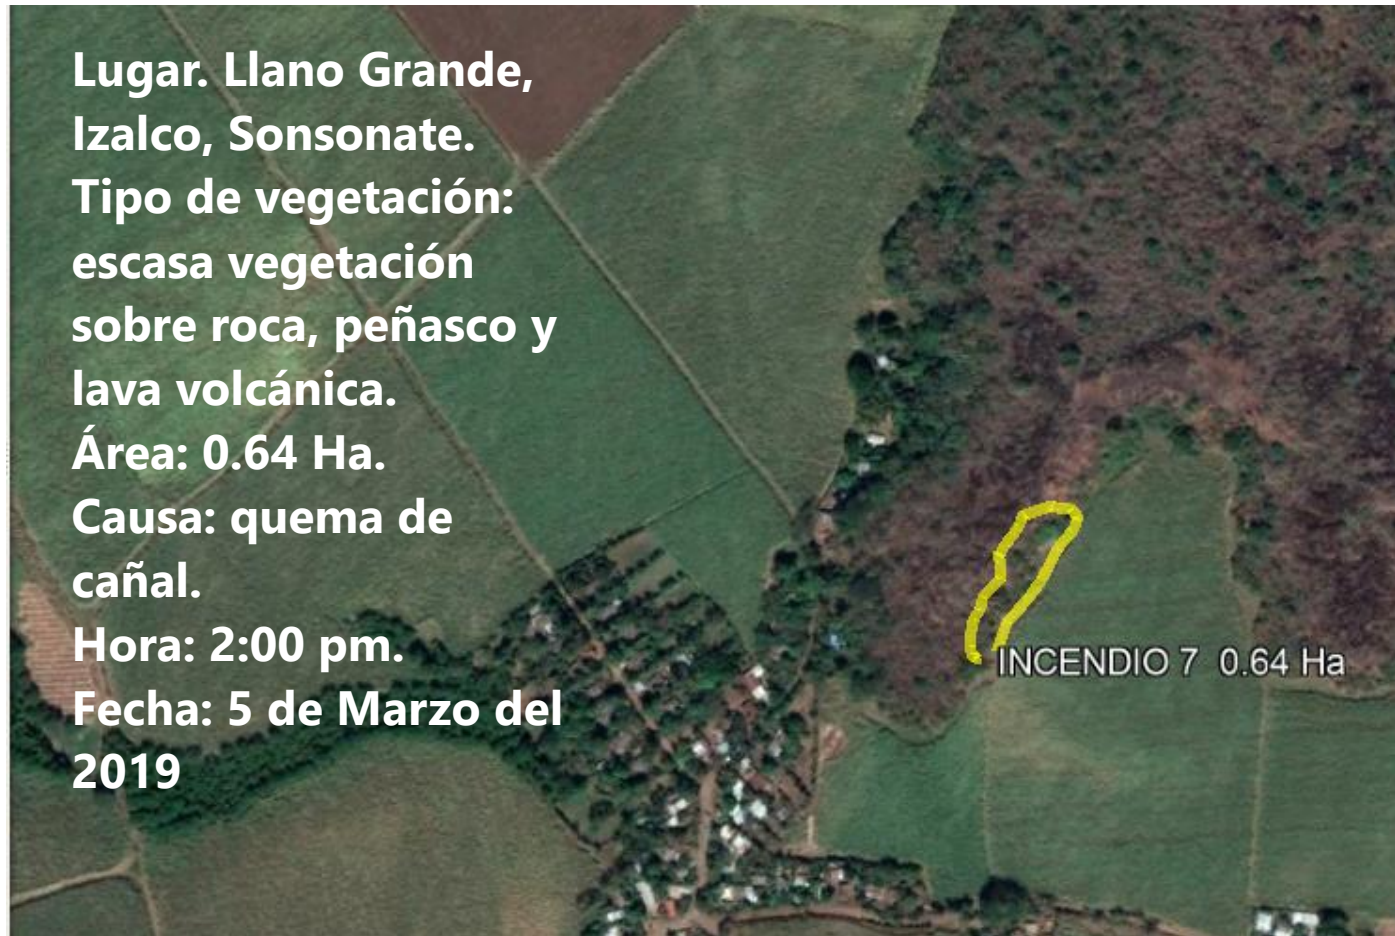 Lugar. Llano Grande,
Izalco, Sonsonate.
Tipo de vegetación:
escasa vegetación
sobre roca, peñasco y
lava volcánica.
Área: 0.64 Ha.
Causa: quema de
cañal.
Hora: 2:00 pm.
Fecha: 5 de Marzo del
2019
INCENDIO 7  0.64 Ha